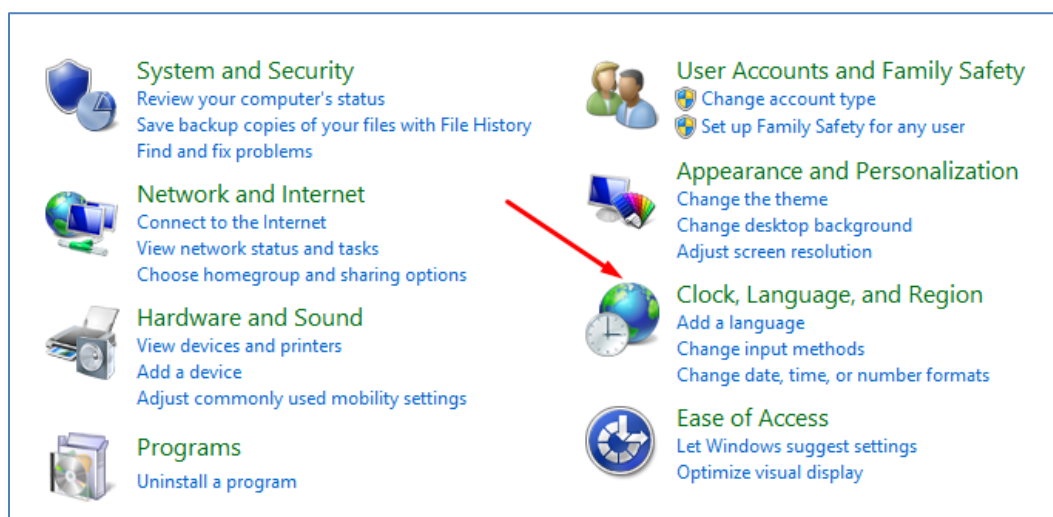 System and Security
Review your computer's status
Save backup copies of your files with File History
Find and fix problems
Network and Internet
Connect to the Internet
View network status and tasks
Choose homegroup and sharing options
Hardware and Sound
View devices and printers
Add a device
Adjust commonly used mobility settings
Programs
Uninstall a program
User Accounts and Family Safety
Change account type
Set up Family Safety for any user
Appearance and Personalization
Change the theme
Change desktop background
Adjust screen resolution
Clock, Language, and Region
Add a language
Change input methods
Change date, time, or number formats
Ease of Access
Let Windows suggest settings
Optimize visual display